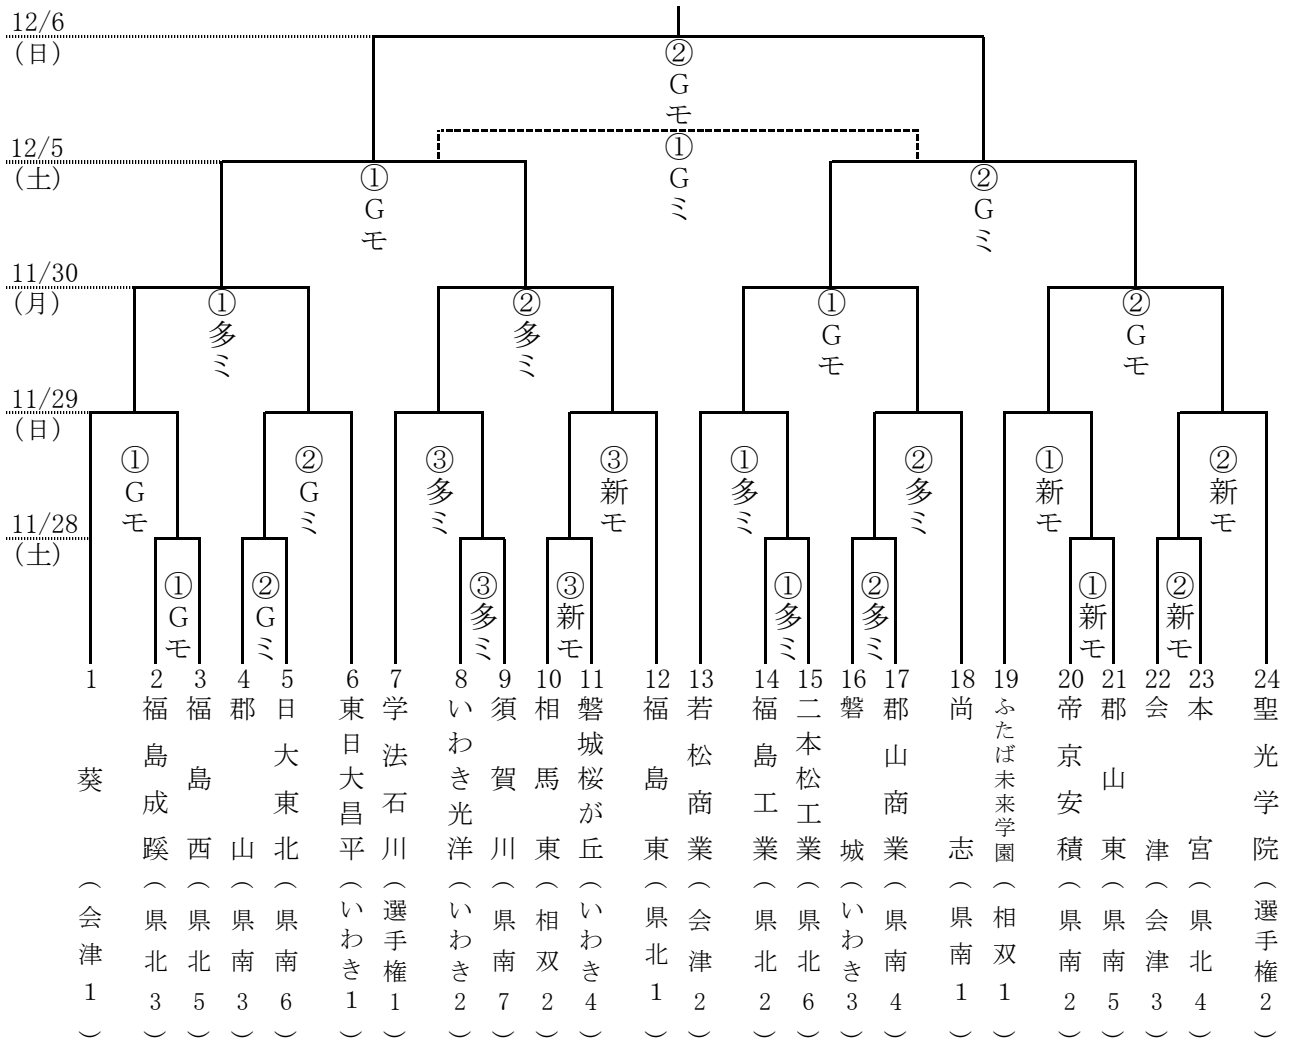 12/6
(日)
②Gモ
12/5
(土)
①Gミ
①Gモ
②Gミ
11/30
(月)
①多ミ
②多ミ
①Gモ
②Gモ
11/29
(日)
①Gモ
②Gミ
③多ミ
③新モ
①多ミ
②多ミ
①新モ
②新モ
11/28
(土)
①Gモ
②Gミ
③多ミ
③新モ
①多ミ
②多ミ
①新モ
②新モ
1 葵(会津1)
2 福島成蹊(県北3)
3 福島西(県北5)
4 郡山(県南3)
5 日大東北(県南6)
6 東日大昌平(いわき1)
7 学法石川(選手権1)
8 いわき光洋(いわき2)
9 須賀川(県南7)
10 相馬東(相双2)
11 磐城桜が丘(いわき4)
12 福島東(県北1)
13 若松商業(会津2)
14 福島工業(県北2)
15 二本松工業(県北6)
16 磐城(いわき3)
17 郡山商業(県南4)
18 尚志(県南1)
19 ふたば未来学園(相双1)
20 帝京安積(県南2)
21 郡山東(県南5)
22 会津(会津3)
23 本宮(県北4)
24 聖光学院(選手権2)